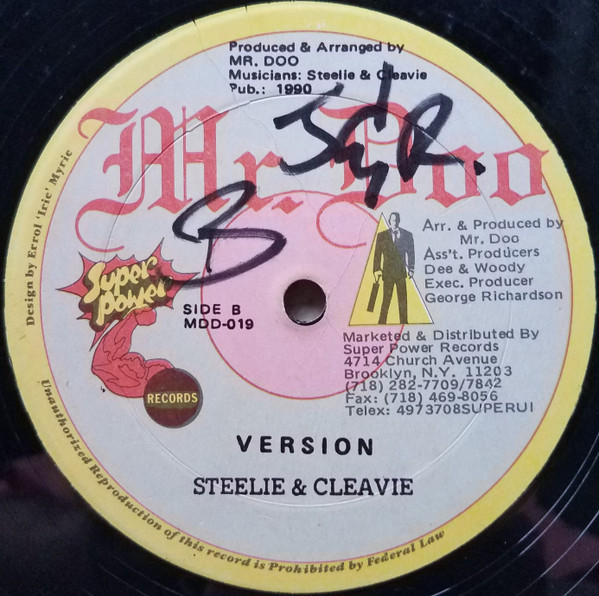 Produced & Arranged by
MR. DOO
Musicians: Steelie & Cleavie
Pub.: 1990
Mr. Doo
B
Design by Errol 'Iric' Myric
Super
Power
RECORDS
SIDE B
MDD-019
Arr. & Produced by
Mr. Doo
Ass't. Producers
Dee & Woody
Exec. Producer
George Richardson
Marketed & Distributed By
Super Power Records
4714 Church Avenue
Brooklyn, N.Y. 11203
(718) 282-7709/7842
Fax: (718) 469-8056
Telex: 4973708SUPERUI
VERSION
STEELIE & CLEAVIE
Unauthorized Reproduction of this record is Prohibited by Federal Law